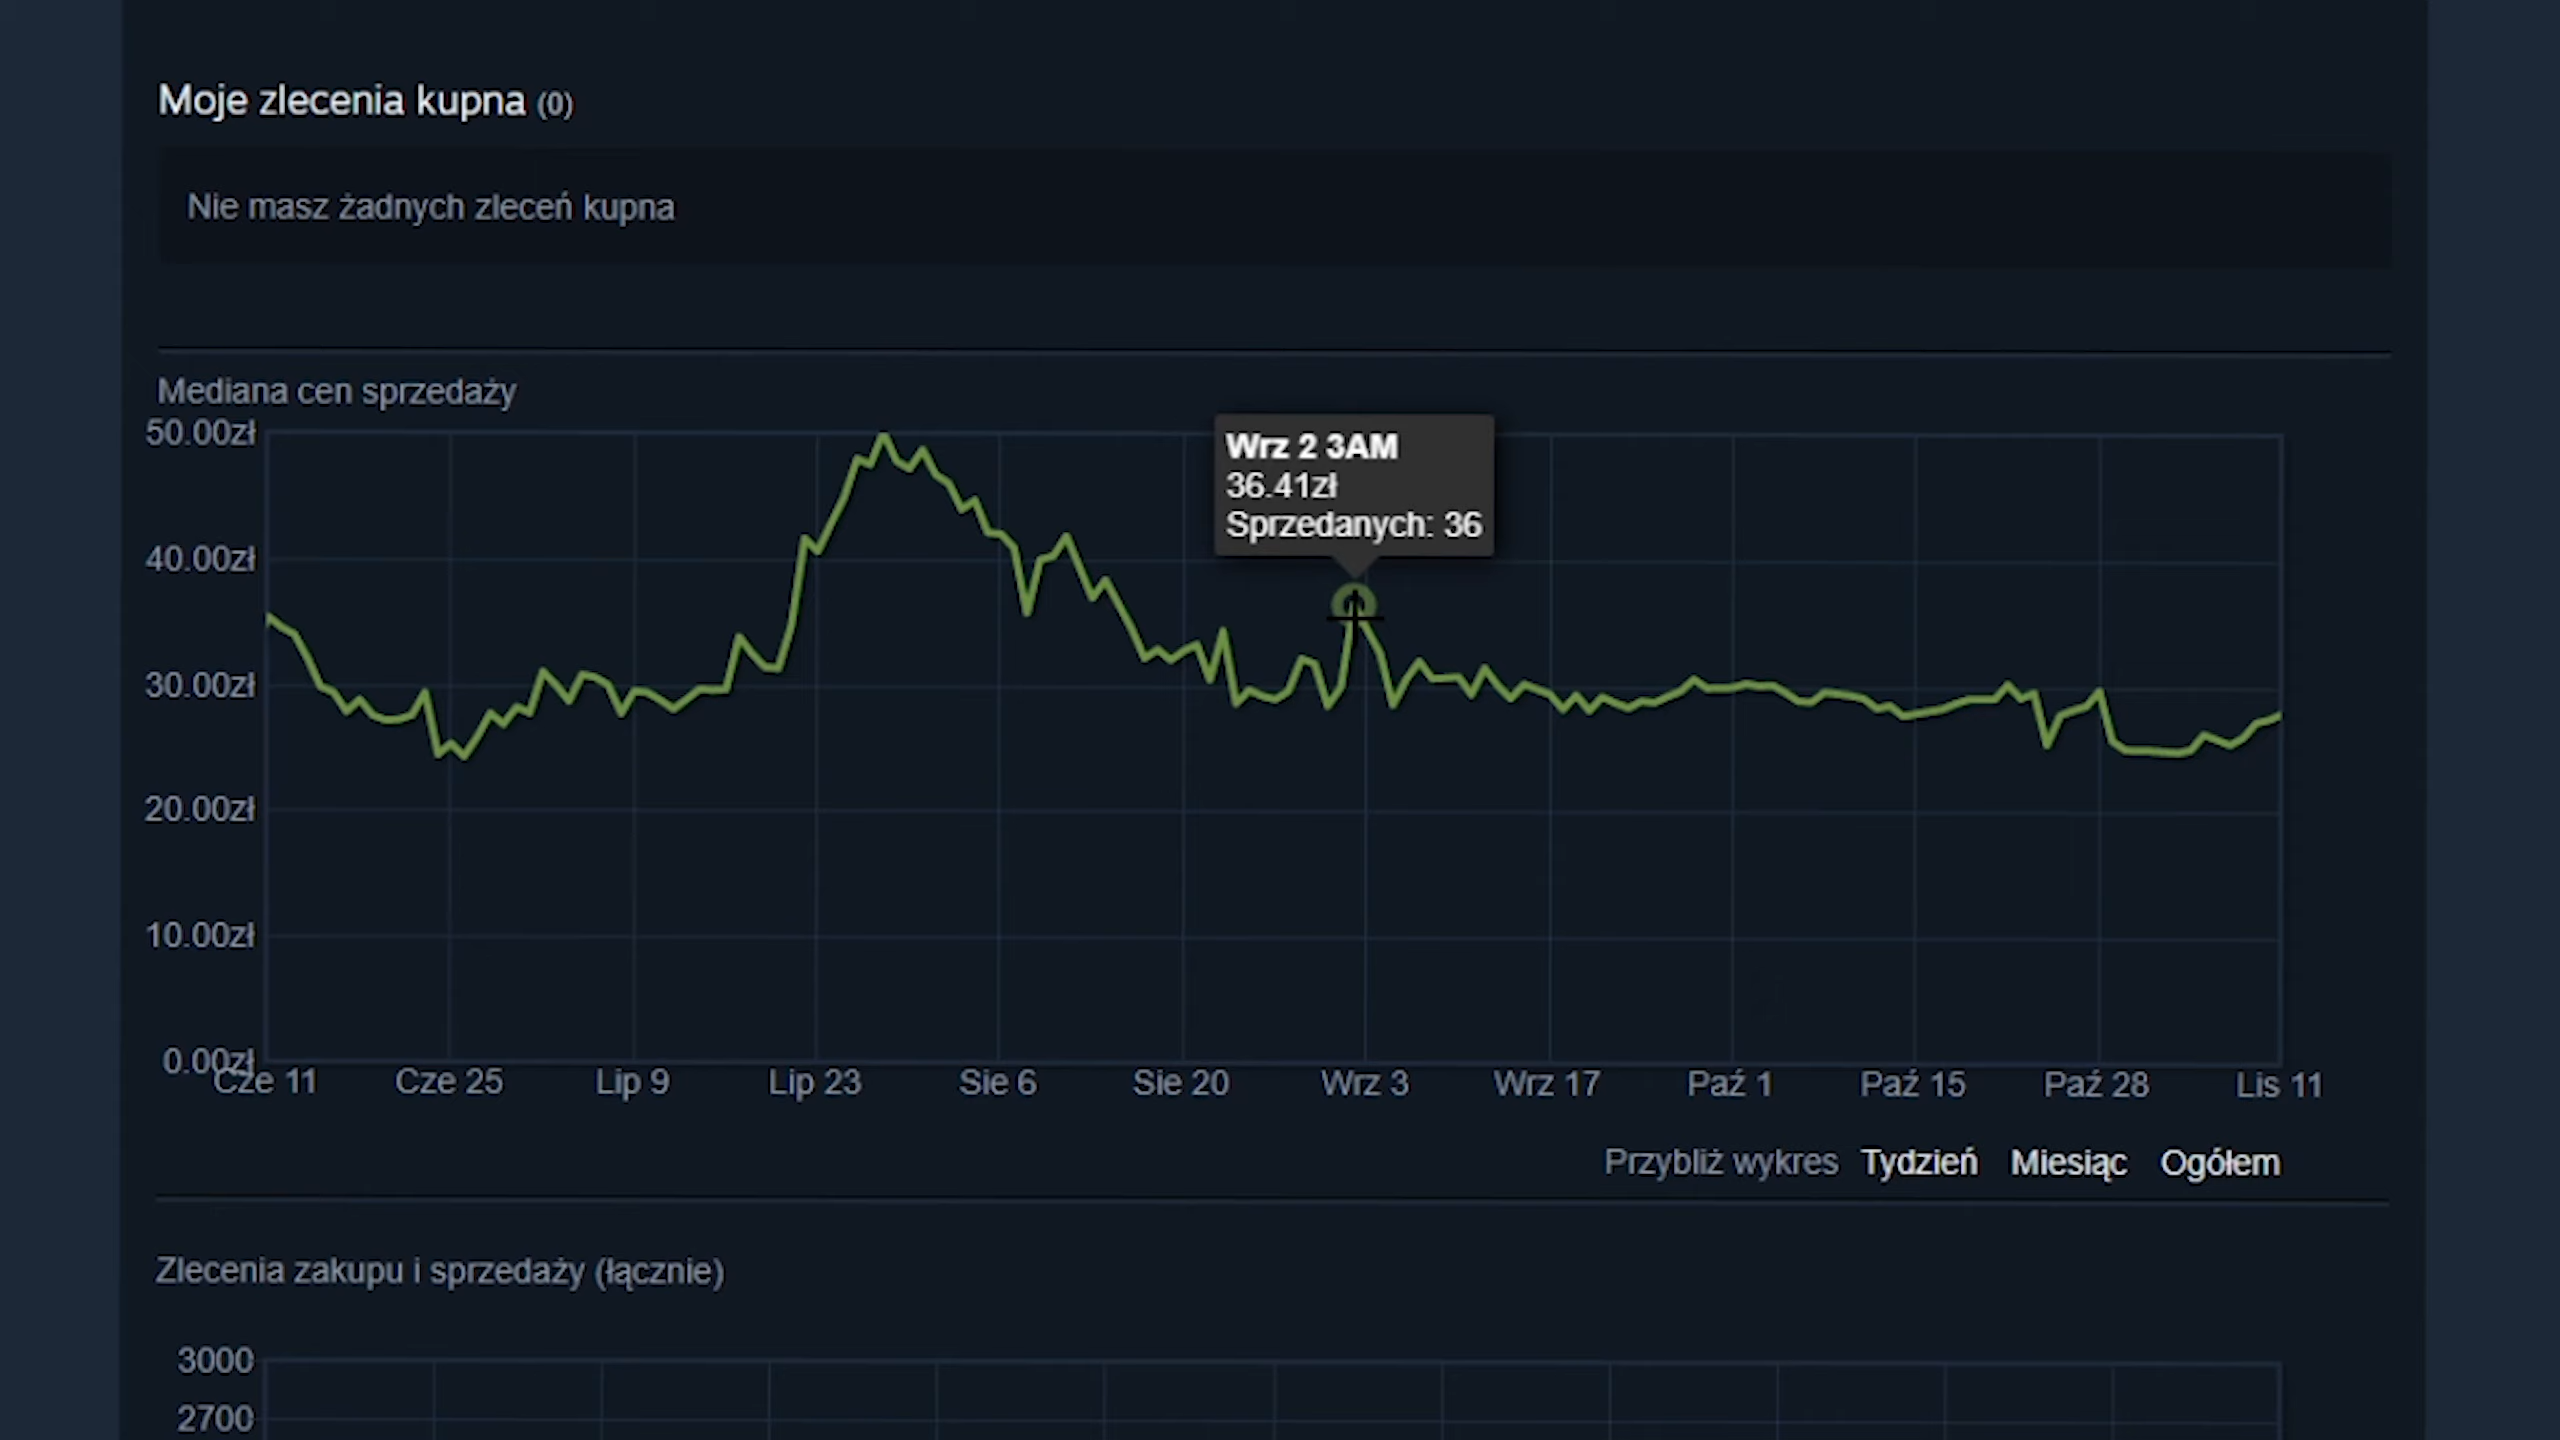 Moje zlecenia kupna (0)
Nie masz żadnych zleceń kupna
Mediana cen sprzedaży
50.00zł
40.00zł
30.00zł
20.00zł
10.00zł
0.00zł
Wrz 2 3AM
36.41zł
Sprzedanych: 36
Cze 11 Cze 25 Lip 9 Lip 23 Sie 6 Sie 20 Wrz 3 Wrz 17 Paź 1 Paź 15 Paź 28 Lis 11
Przybliż wykres Tydzień Miesiąc Ogółem
Zlecenia zakupu i sprzedaży (łącznie)
3000
2700